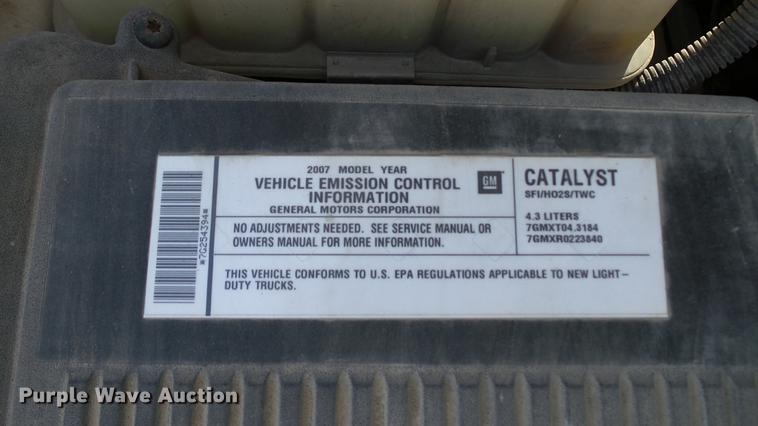 2007 MODEL YEAR
VEHICLE EMISSION CONTROL
INFORMATION
GENERAL MOTORS CORPORATION
GM
NO ADJUSTMENTS NEEDED. SEE SERVICE MANUAL OR
OWNERS MANUAL FOR MORE INFORMATION.
CATALYST
SFI/HO2S/TWC
4.3 LITERS
7GMXT04.3184
7GMXR0223840
THIS VEHICLE CONFORMS TO U.S. EPA REGULATIONS APPLICABLE TO NEW LIGHT-
DUTY TRUCKS.
*7G254394*
Purple Wave Auction